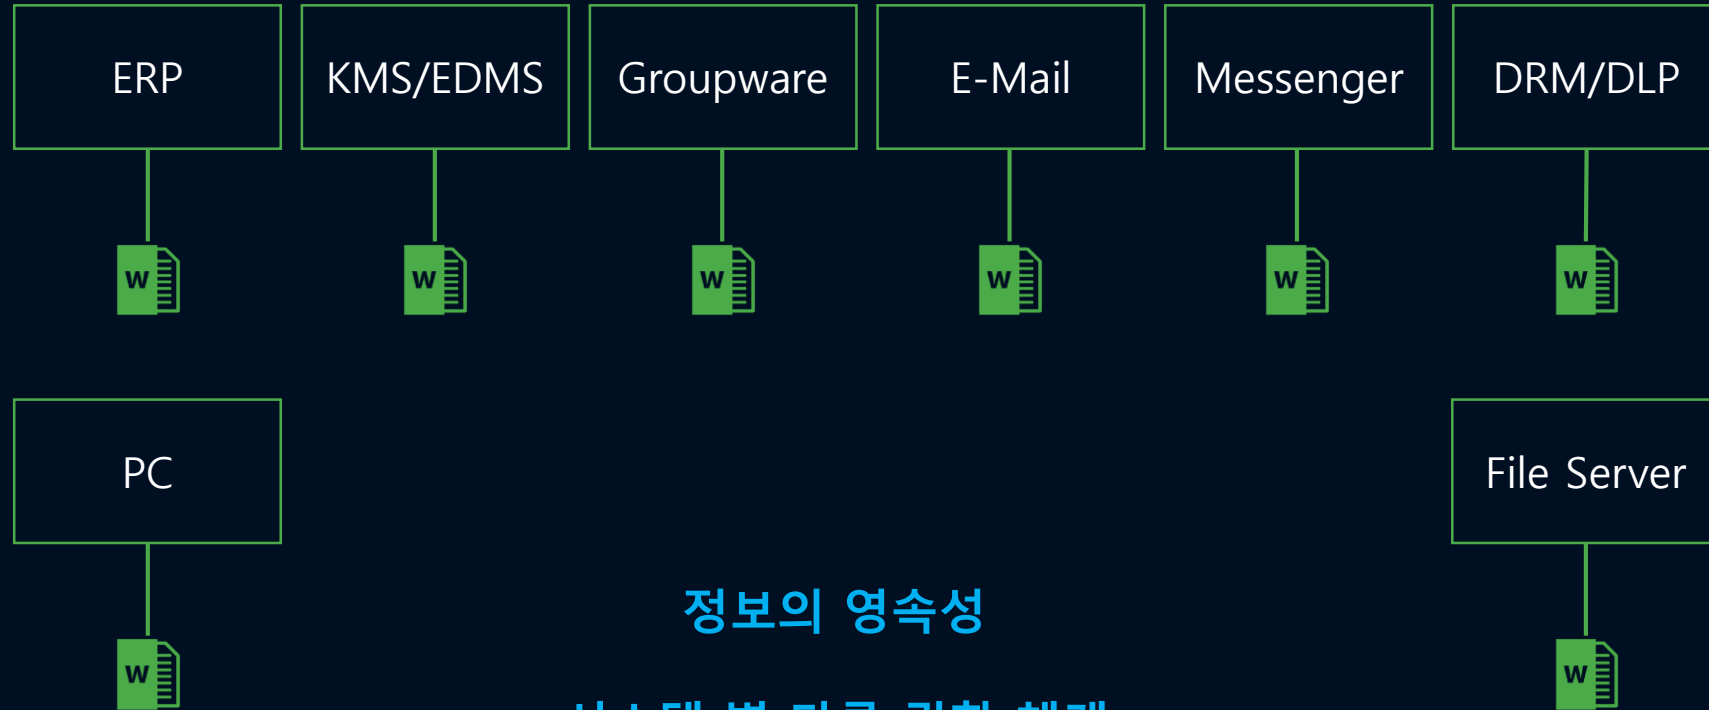 ERP KMS/EDMS Groupware E-Mail Messenger DRM/DLP
W W W W W W
PC File Server
정보의 영속성
W W